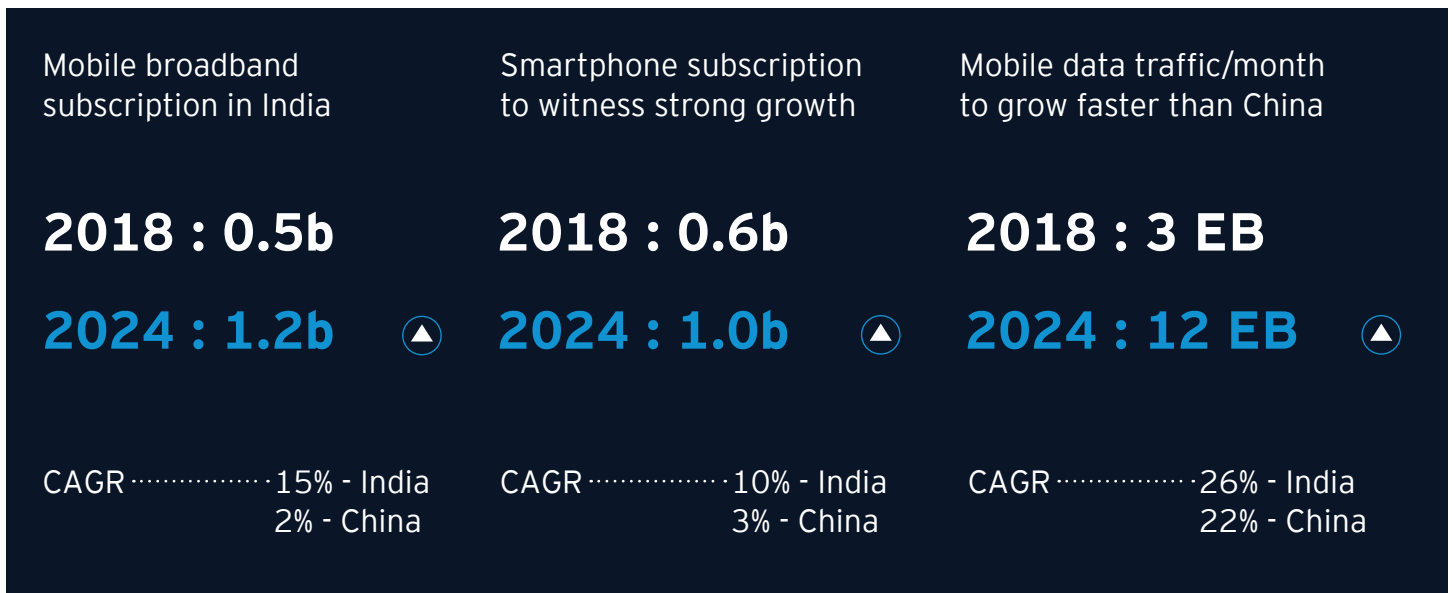 Mobile broadband
subscription in India
2018 : 0.5b
2024 : 1.2b
CAGR ················ 15% - India
2% - China
Smartphone subscription
to witness strong growth
2018 : 0.6b
2024 : 1.0b
CAGR ················ 10% - India
3% - China
Mobile data traffic/month
to grow faster than China
2018 : 3 EB
2024 : 12 EB
CAGR ················ 26% - India
22% - China